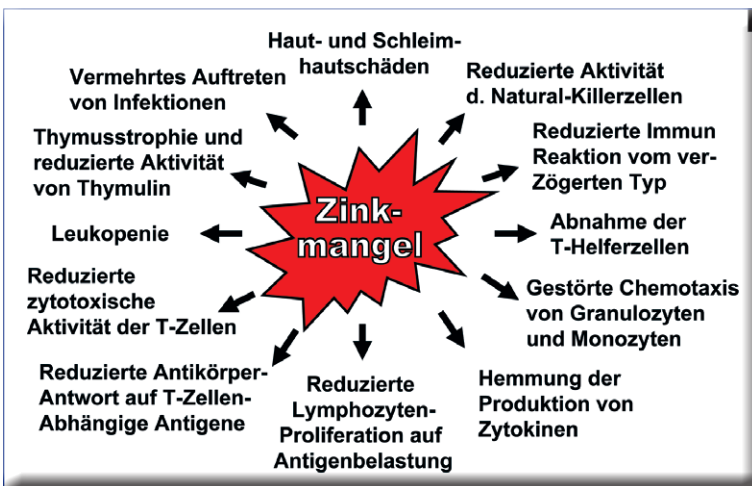 Haut- und Schleim-
hautschäden
Reduzierte Aktivität
d. Natural-Killerzellen
Reduzierte Immun
Reaktion vom ver-
Zögerten Typ
Abnahme der
T-Helferzellen
Gestörte Chemotaxis
von Granulozyten
und Monozyten
Hemmung der
Produktion von
Zytokinen
Reduzierte
Lymphozyten-
Proliferation auf
Antigenbelastung
Reduzierte Antikörper-
Antwort auf T-Zellen-
Abhängige Antigene
Reduzierte
zytotoxische
Aktivität der T-Zellen
Leukopenie
Thymusstrophie und
reduzierte Aktivität
von Thymulin
Vermehrtes Auftreten
von Infektionen
Zink-
mangel